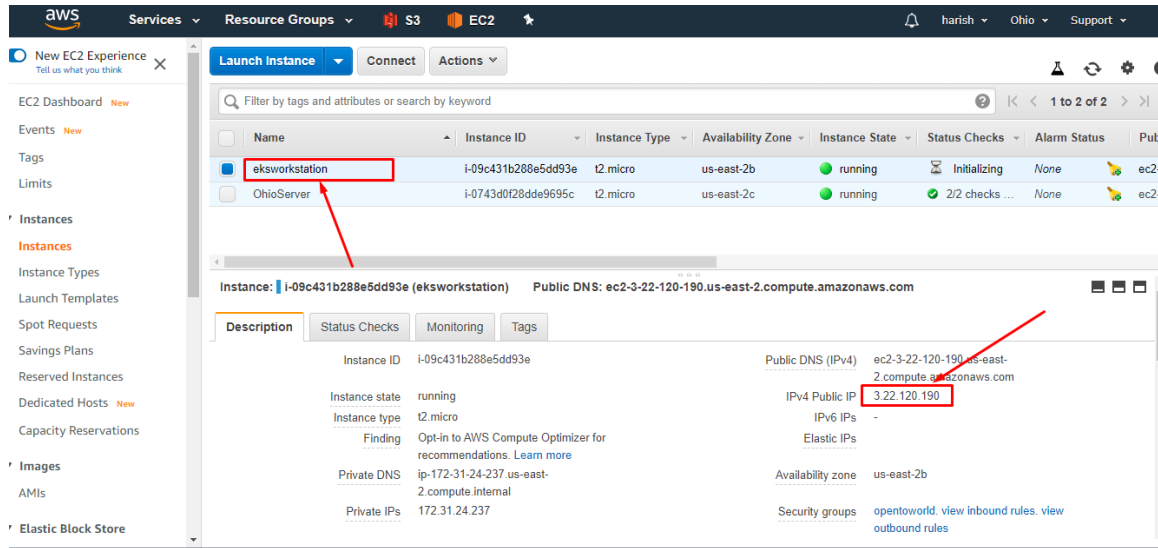 aws Services Resource Groups S3 EC2 harish Ohio Support
New EC2 Experience
Tell us what you think
EC2 Dashboard New
Events New
Tags
Limits
Instances
Instances
Instance Types
Launch Templates
Spot Requests
Savings Plans
Reserved Instances
Dedicated Hosts New
Capacity Reservations
Images
AMIs
Elastic Block Store
Launch Instance Connect Actions
Filter by tags and attributes or search by keyword 1 to 2 of 2
Name Instance ID Instance Type Availability Zone Instance State Status Checks Alarm Status Pub
eksworkstation i-09c431b288e5dd93e t2.micro us-east-2b running Initializing None ec2-
OhioServer i-0743d0f28dde9695c t2.micro us-east-2c running 2/2 checks ... None ec2-
Instance: i-09c431b288e5dd93e (eksworkstation) Public DNS: ec2-3-22-120-190.us-east-2.compute.amazonaws.com
Description Status Checks Monitoring Tags
Instance ID i-09c431b288e5dd93e
Instance state running
Instance type t2.micro
Finding Opt-in to AWS Compute Optimizer for
recommendations. Learn more
Private DNS ip-172-31-24-237.us-east-
2.compute.internal
Private IPs 172.31.24.237
Public DNS (IPv4) ec2-3-22-120-190.us-east-
2.compute.amazonaws.com
IPv4 Public IP 3.22.120.190
IPv6 IPs -
Elastic IPs
Availability zone us-east-2b
Security groups opentoworld. view inbound rules. view
outbound rules